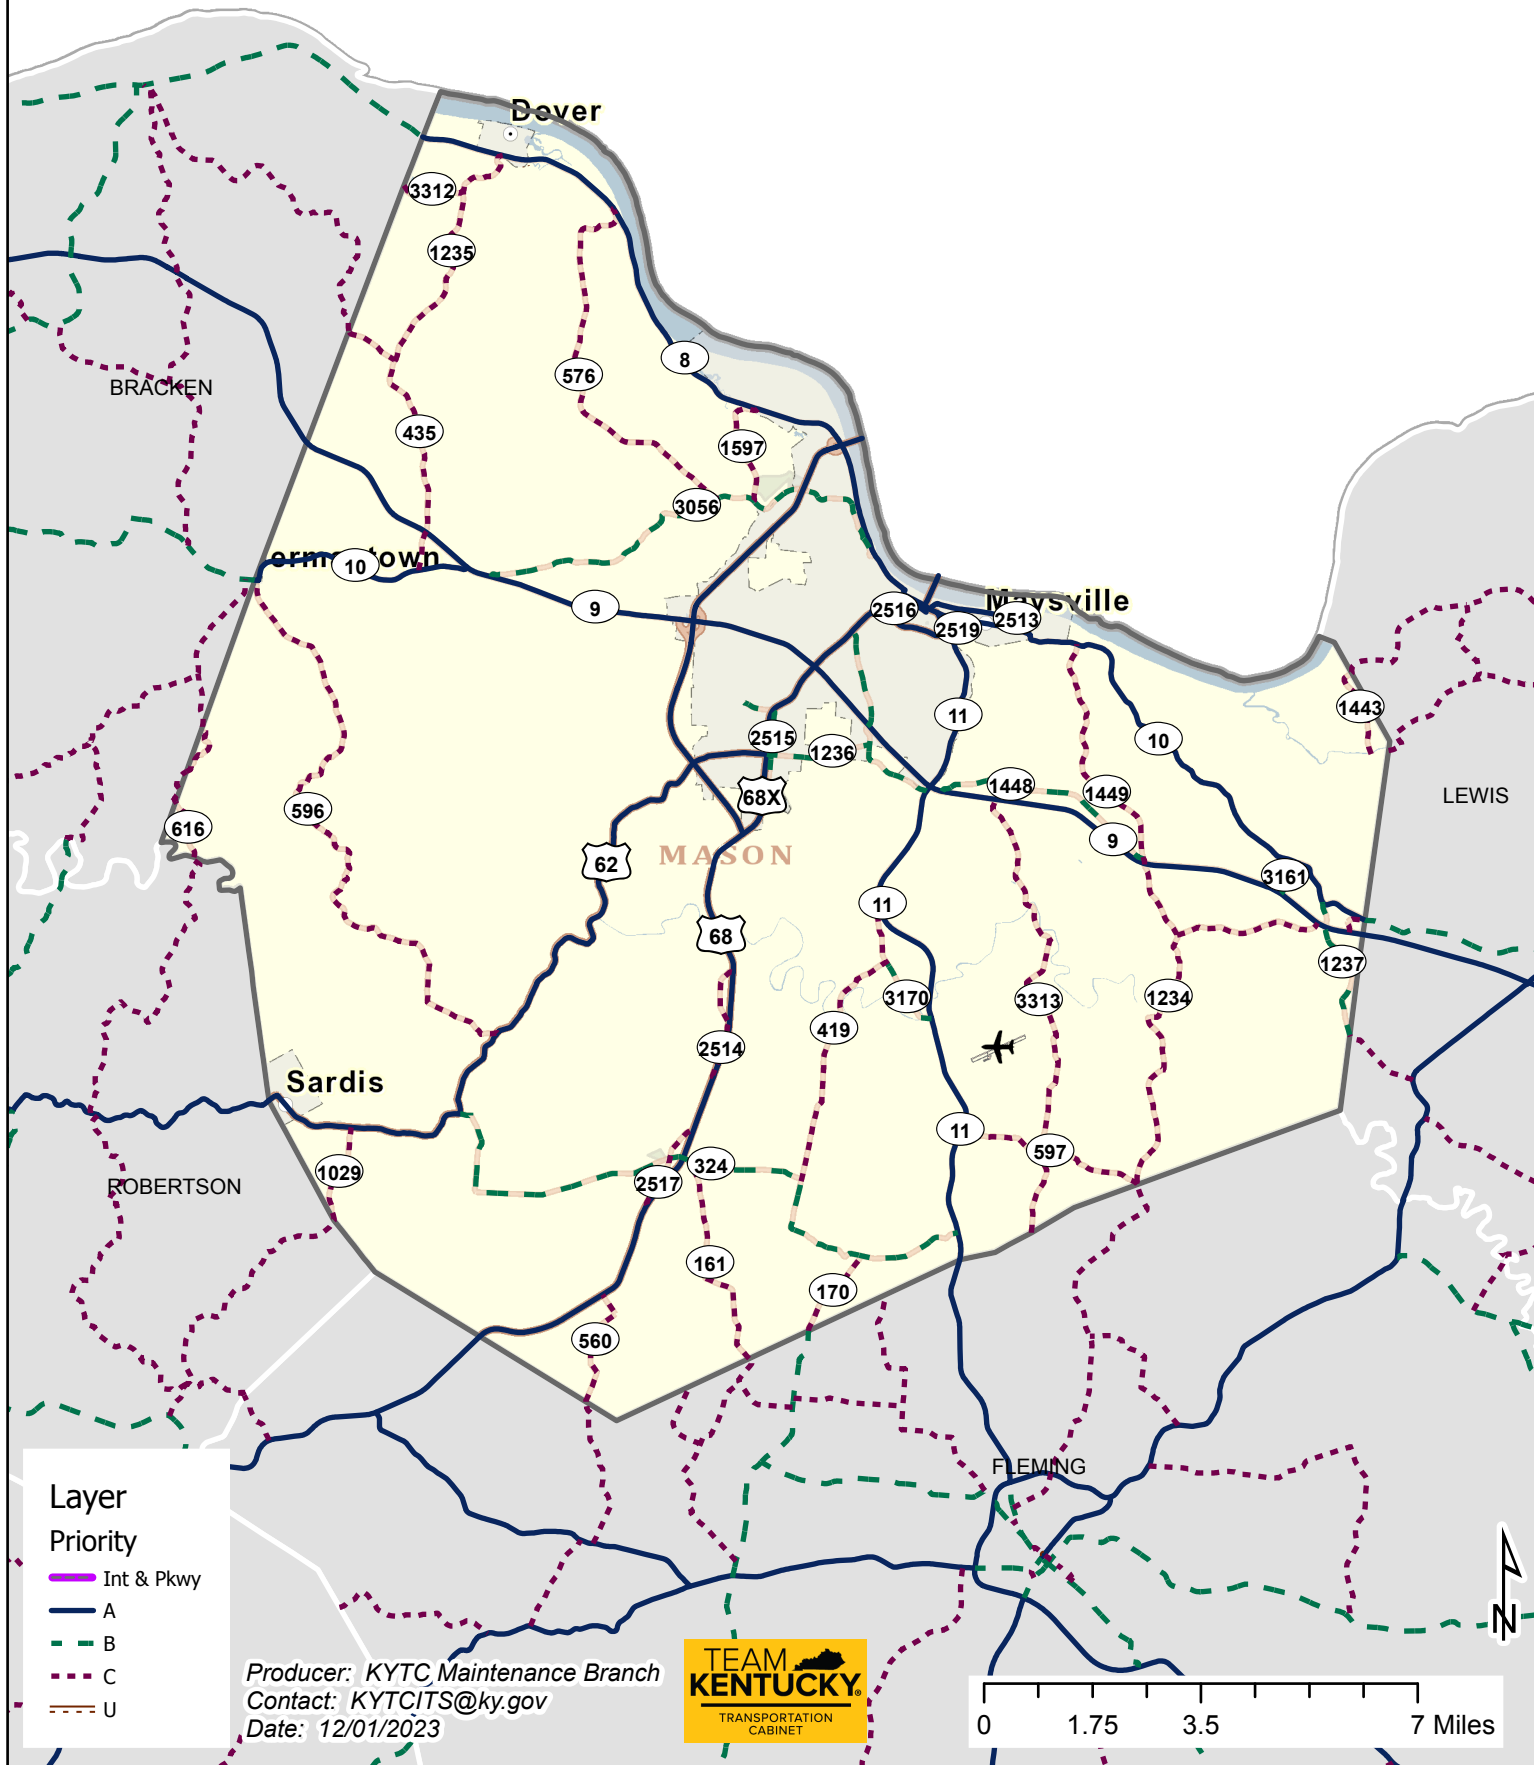 Dover
3312
1235
8
576
BRACKEN
435
1597
3056
ermantown
10
9
2516
Maysville
2513
2519
11
1443
10
2515
1236
68X
1448
1449
LEWIS
596
616
9
62
MASON
3161
11
68
1237
3170
3313
1234
419
2514
Sardis
11
597
324
1029
2517
ROBERTSON
161
170
560
FLEMING
Layer
Priority
Int & Pkwy
A
B
C
U
Producer: KYTC Maintenance Branch
Contact: KYTCITS@ky.gov
Date: 12/01/2023
TEAM
KENTUCKY®
TRANSPORTATION
CABINET
N
0 1.75 3.5 7 Miles